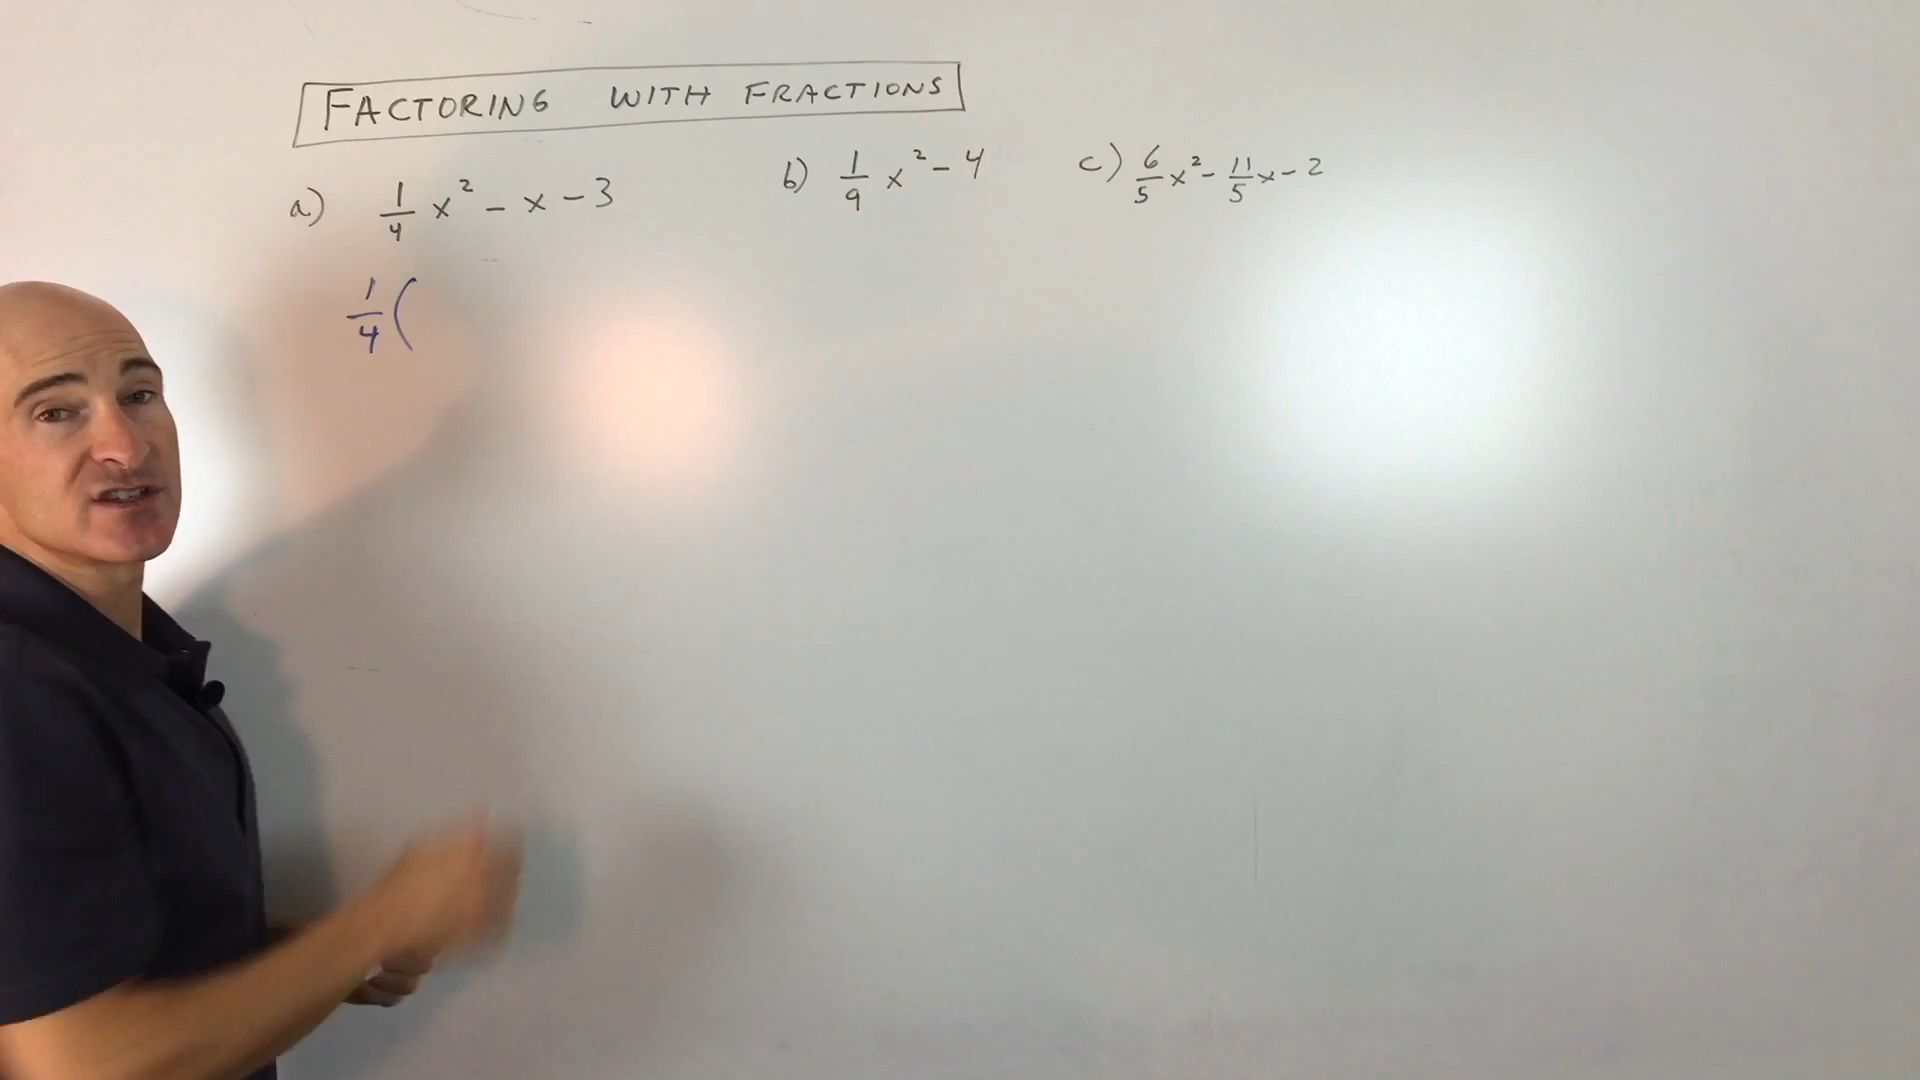 FACTORING WITH FRACTIONS
a) 1/4 x² - x - 3
b) 1/9 x² - 4
c) 6/5 x² - 11/5 x - 2
1/4 (